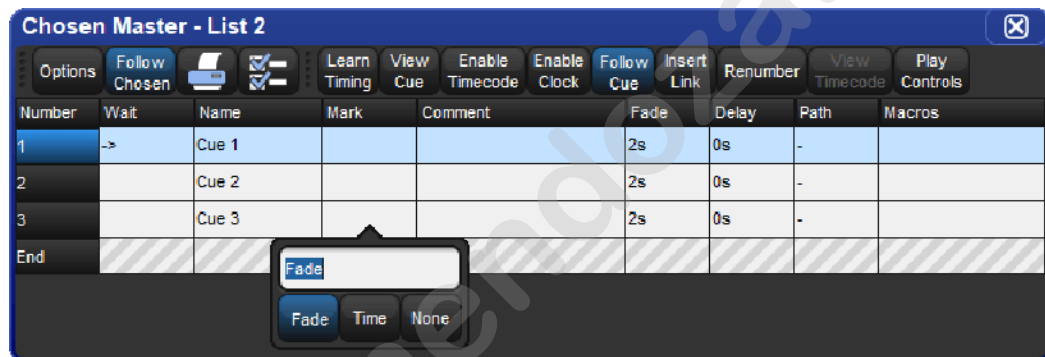 Chosen Master - List 2
Options Follow Chosen Learn Timing View Cue Enable Timecode Enable Clock Follow Cue Insert Link Renumber View Timecode Play Controls
Number Wait Name Mark Comment Fade Delay Path Macros
1 -> Cue 1 2s 0s -
2 Cue 2 2s 0s -
3 Cue 3 2s 0s -
End
Fade
Fade Time None